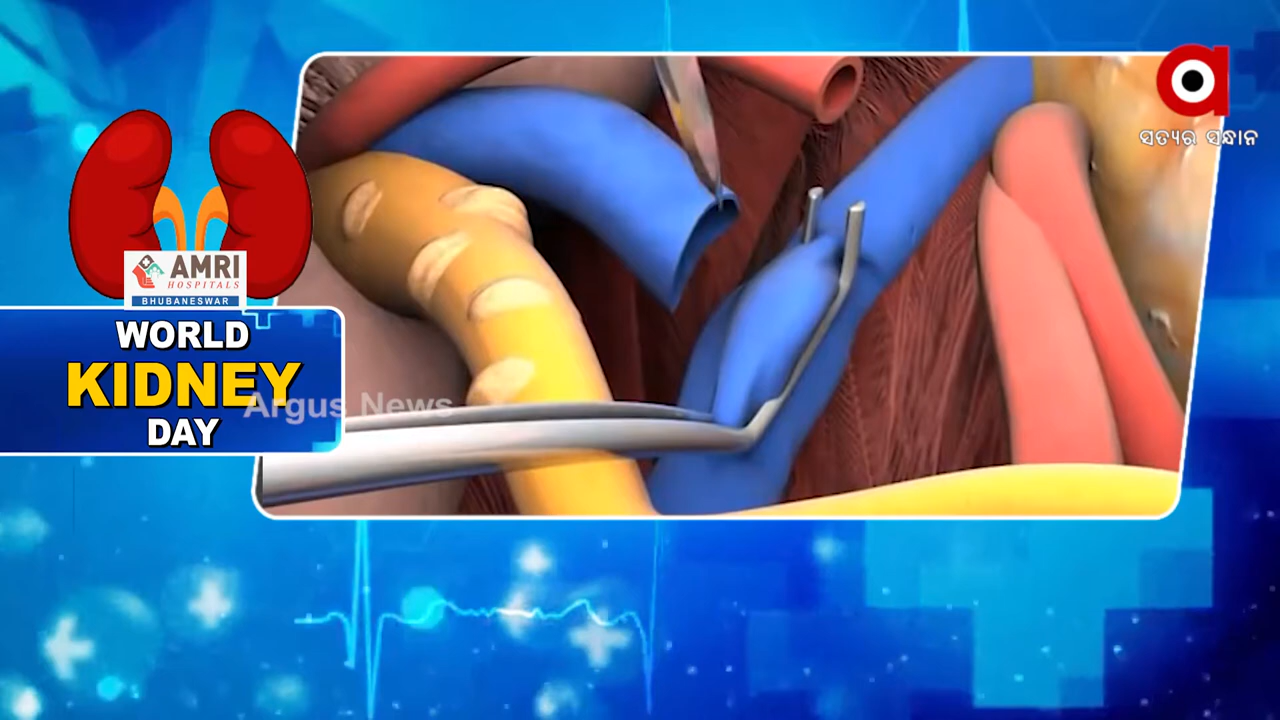 ସତ୍ୟର ସନ୍ଧାନ
AMRI
HOSPITALS
BHUBANESWAR
WORLD
KIDNEY
DAY
Argus News